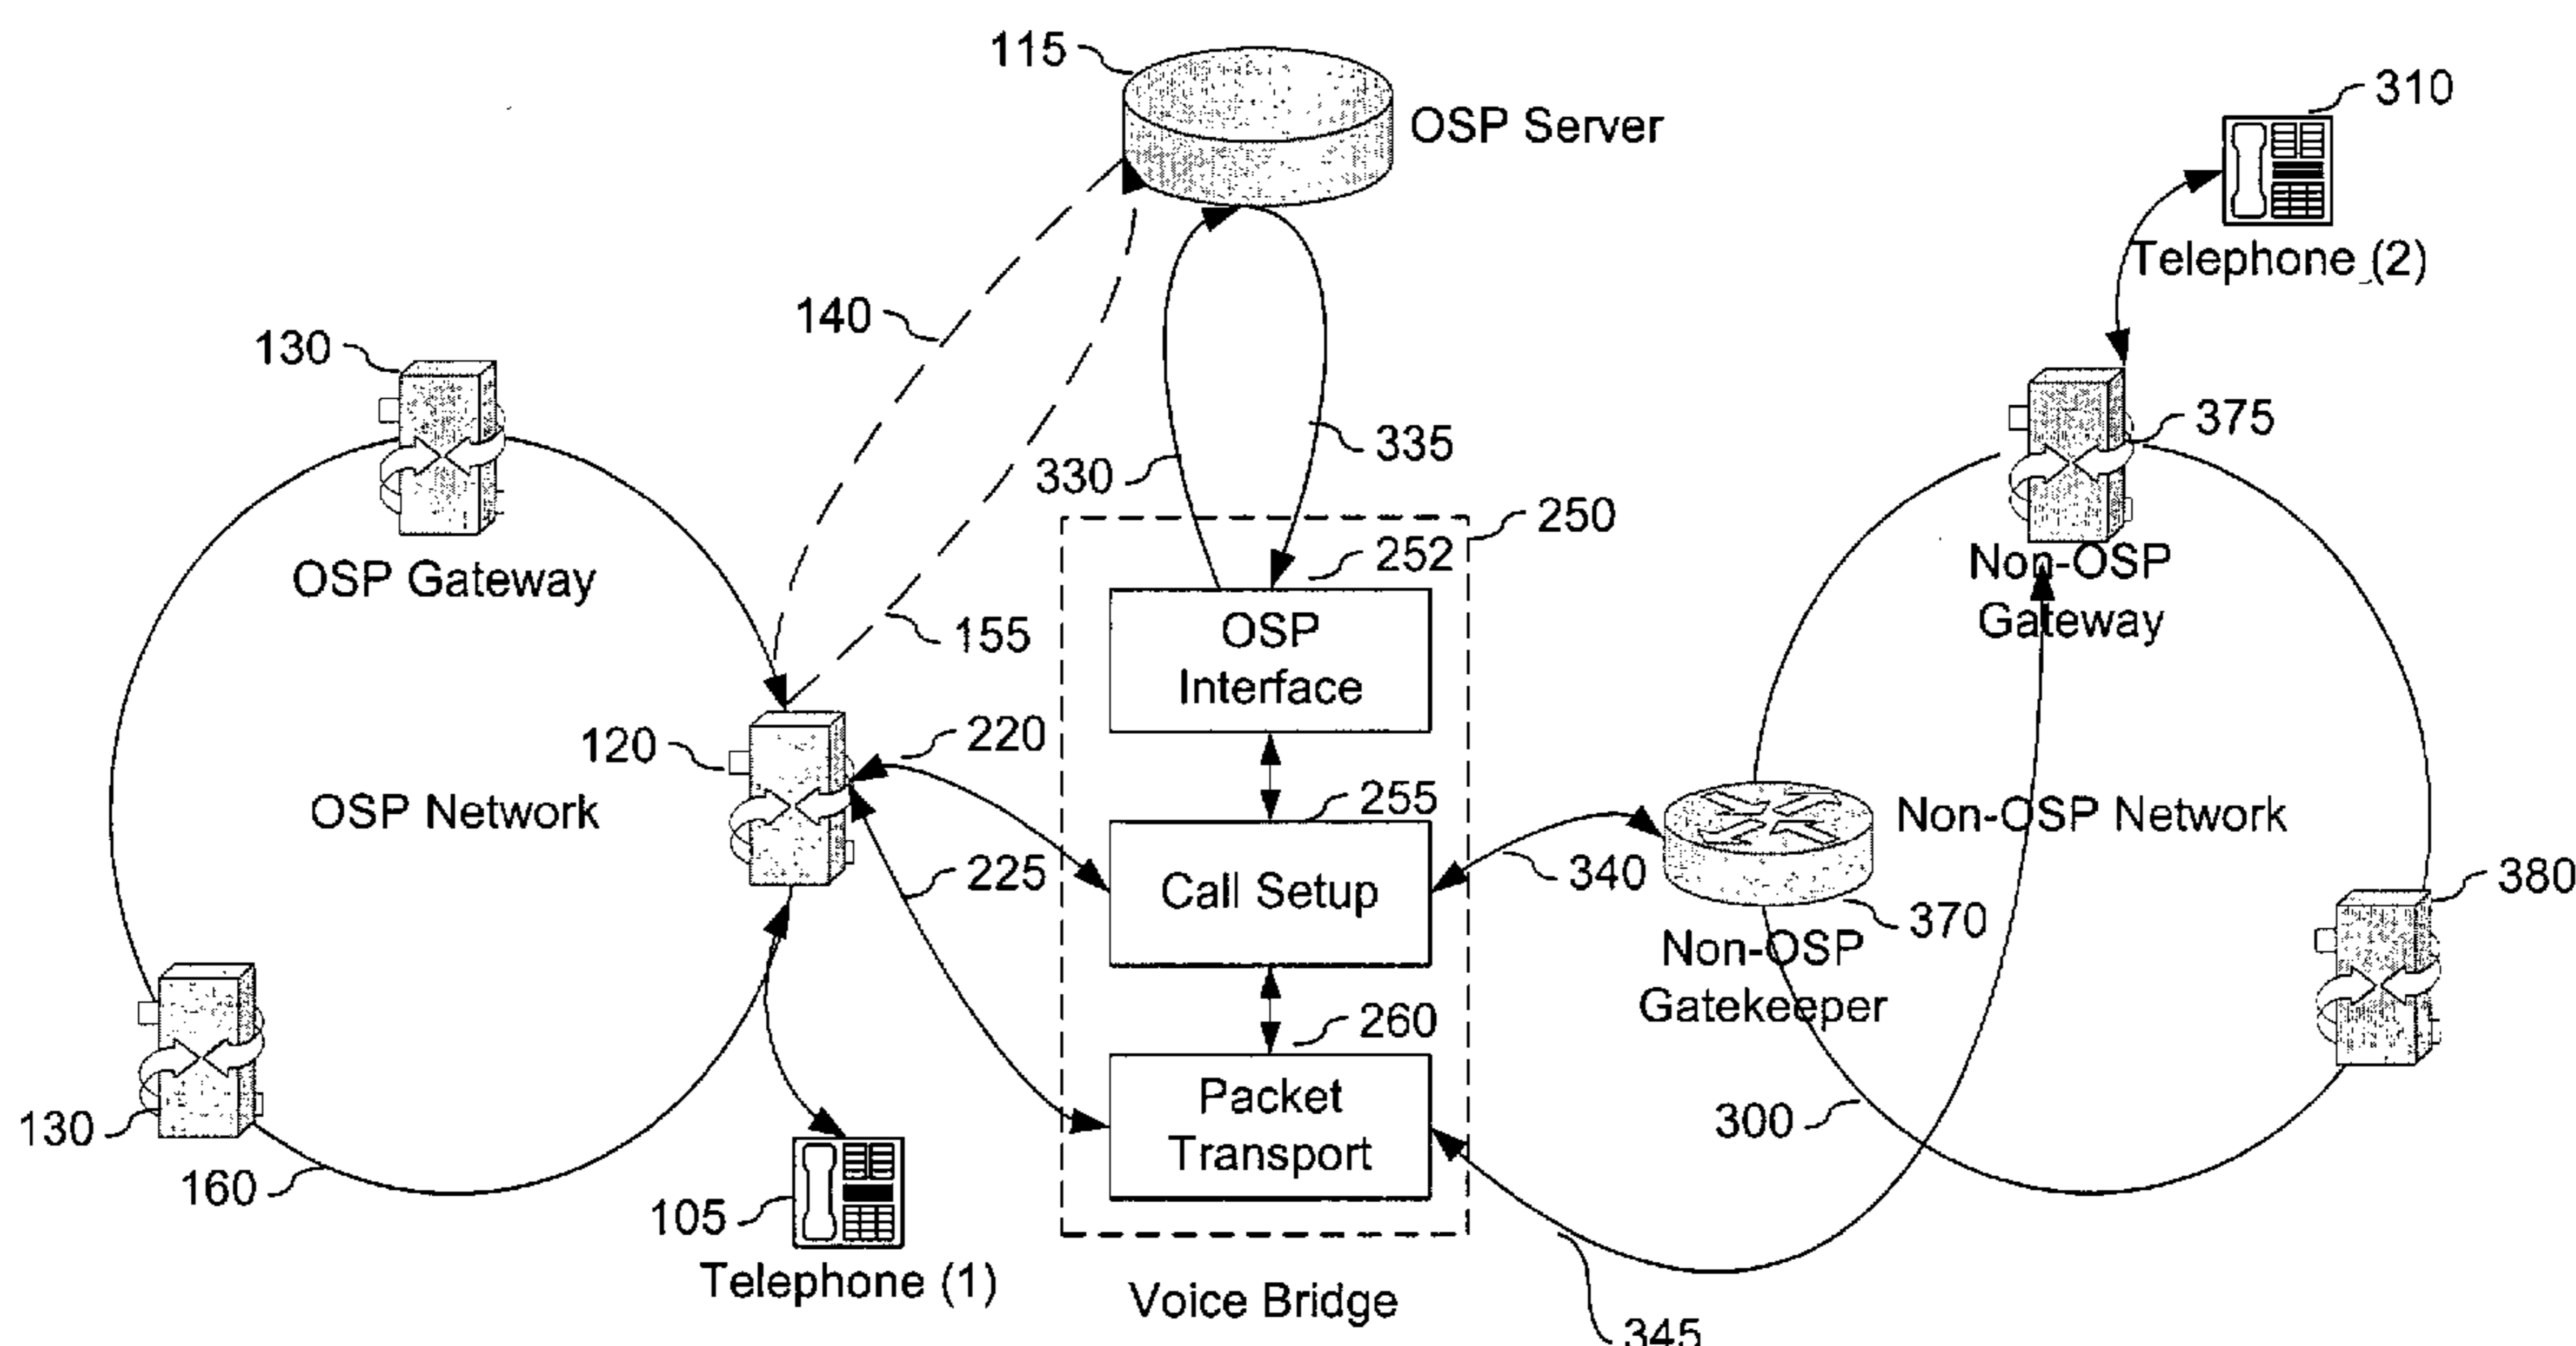 115
OSP Server
310
Telephone (2)
140
130
OSP Gateway
330
335
375
250
252
Non-OSP
Gateway
OSP
Interface
155
120
220
OSP Network
255
Call Setup
225
340
Non-OSP Network
370
380
Non-OSP
Gatekeeper
260
Packet
Transport
300
130
160
105
Telephone (1)
Voice Bridge
345